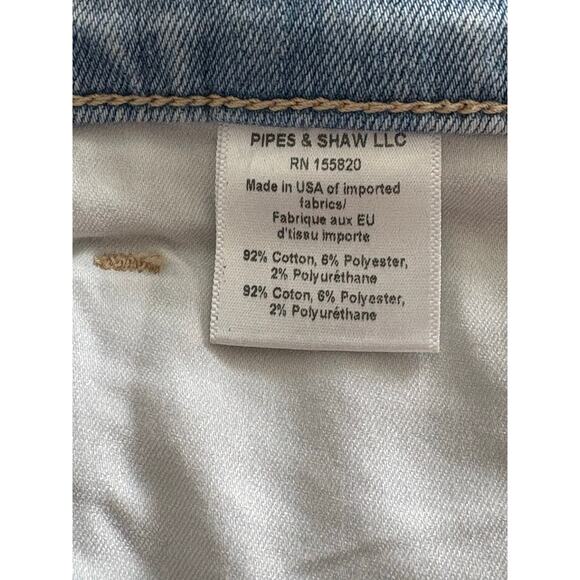 PIPES & SHAW LLC
RN 155820
Made in USA of imported
fabrics/
Fabrique aux EU
d'tissu importe
92% Cotton, 6% Polyester,
2% Polyuréthane
92% Coton, 6% Polyester,
2% Polyuréthane